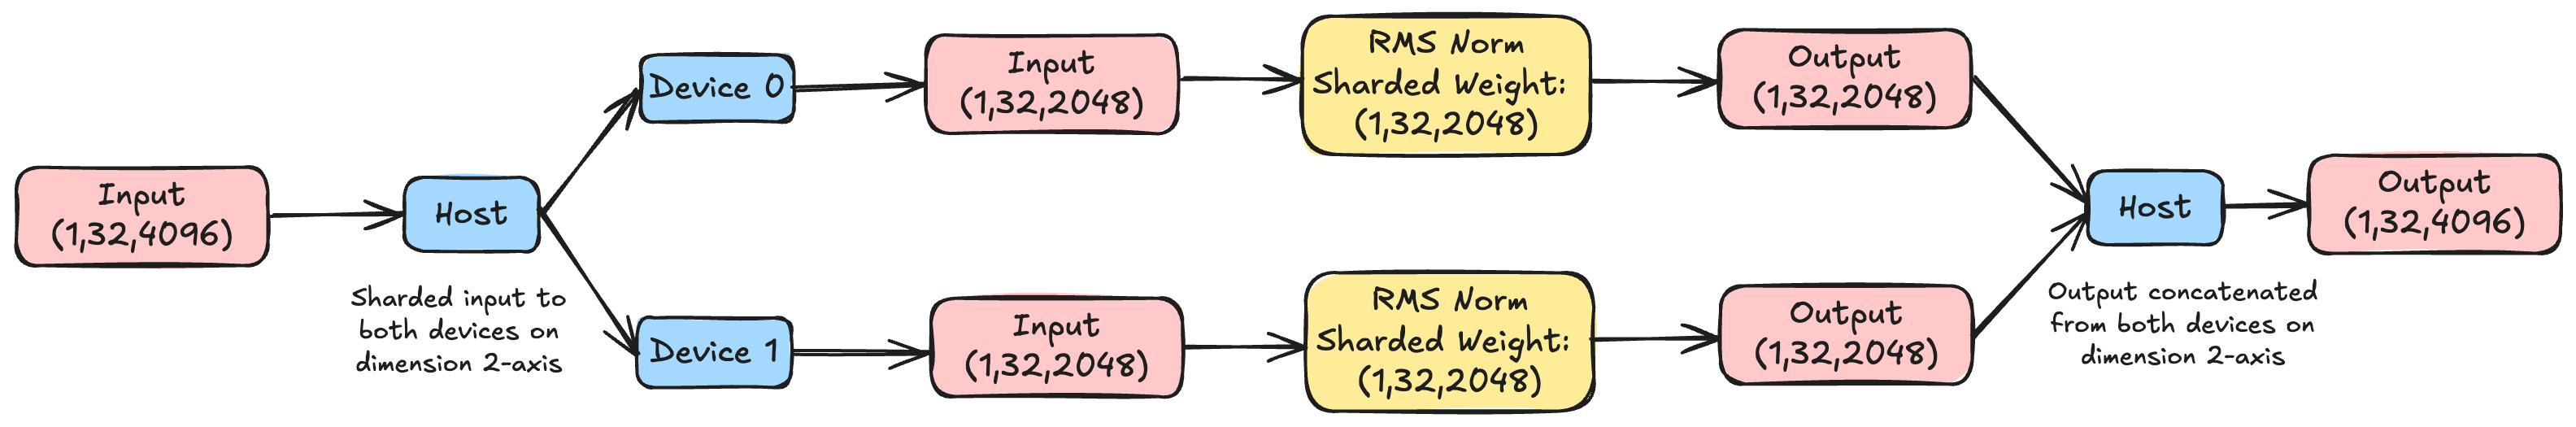 Input
(1,32,4096)
Host
Sharded input to
both devices on
dimension 2-axis
Device 0
Input
(1,32,2048)
RMS Norm
Sharded Weight:
(1,32,2048)
Output
(1,32,2048)
Device 1
Input
(1,32,2048)
RMS Norm
Sharded Weight:
(1,32,2048)
Output
(1,32,2048)
Host
Output concatenated
from both devices on
dimension 2-axis
Output
(1,32,4096)